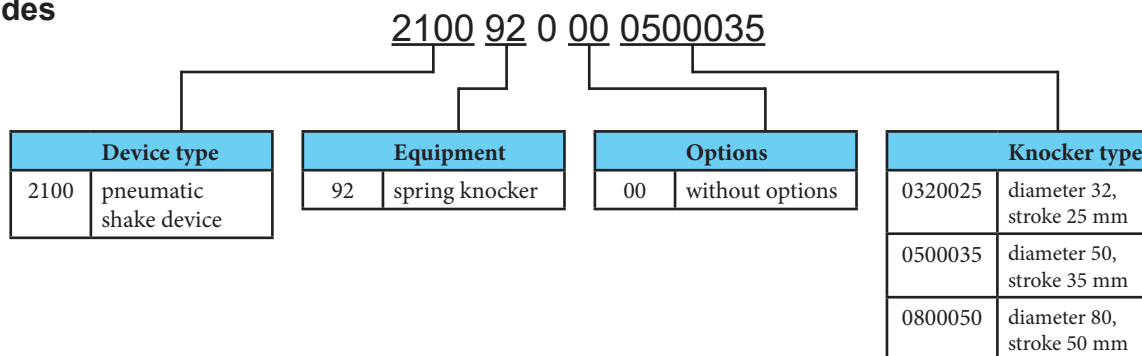 des
2100 92 0 00 0500035
Device type
2100 pneumatic
shake device
Equipment
92 spring knocker
Options
00 without options
Knocker type
0320025 diameter 32,
stroke 25 mm
0500035 diameter 50,
stroke 35 mm
0800050 diameter 80,
stroke 50 mm